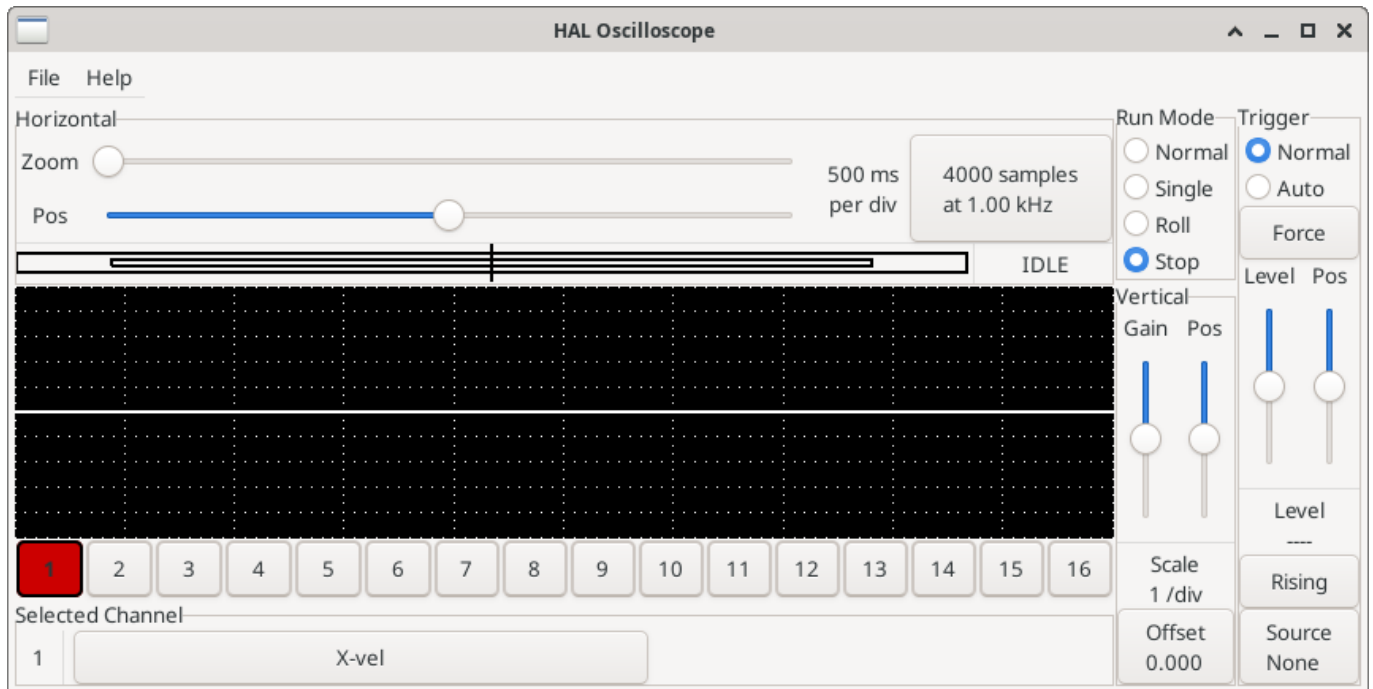 HAL Oscilloscope
File Help
Horizontal
Zoom
Pos
500 ms
per div
4000 samples
at 1.00 kHz
IDLE
Run Mode
Normal
Single
Roll
Stop
Trigger
Normal
Auto
Force
Level Pos
Level
----
Rising
Source
None
Vertical
Gain Pos
Scale
1 /div
Offset
0.000
1 2 3 4 5 6 7 8 9 10 11 12 13 14 15 16
Selected Channel
1 X-vel